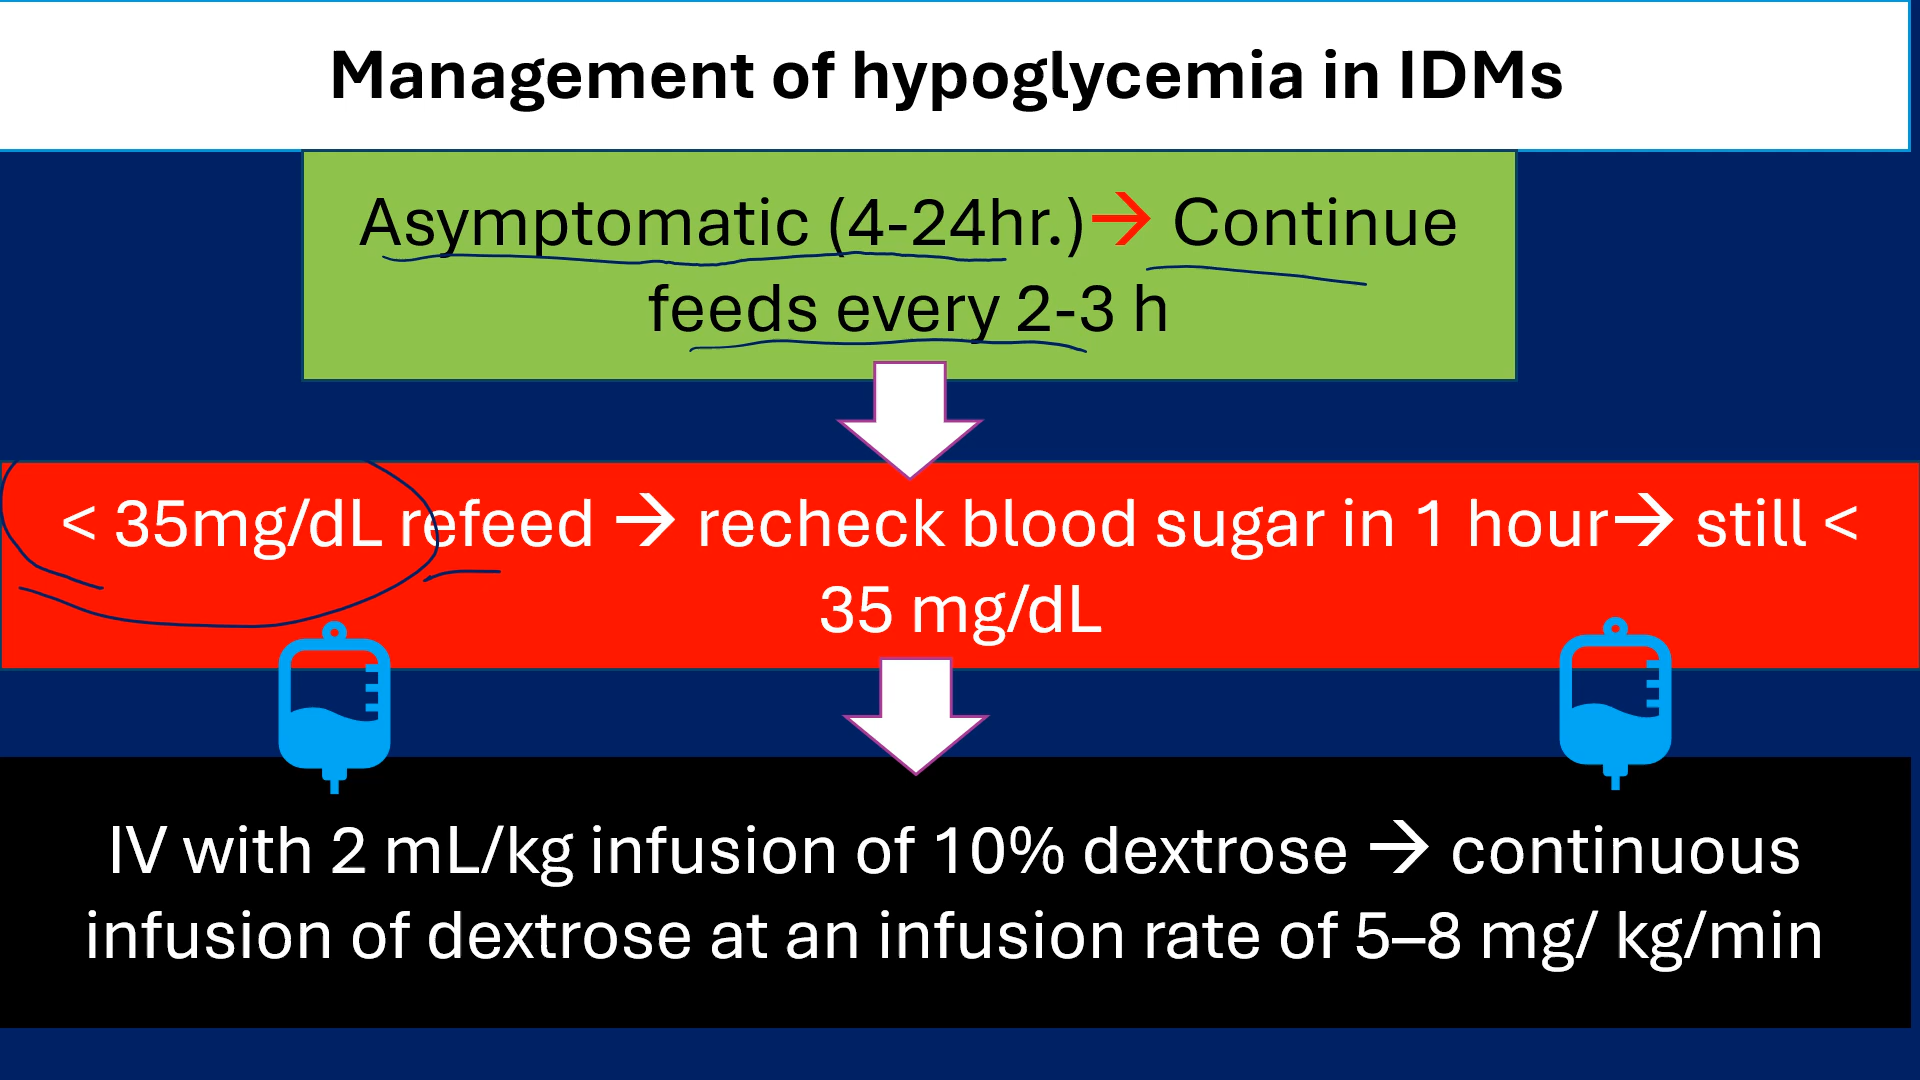 Management of hypoglycemia in IDMs
Asymptomatic (4-24hr.)→ Continue
feeds every 2-3 h
< 35mg/dL refeed → recheck blood sugar in 1 hour→ still <
35 mg/dL
IV with 2 mL/kg infusion of 10% dextrose → continuous
infusion of dextrose at an infusion rate of 5–8 mg/ kg/min